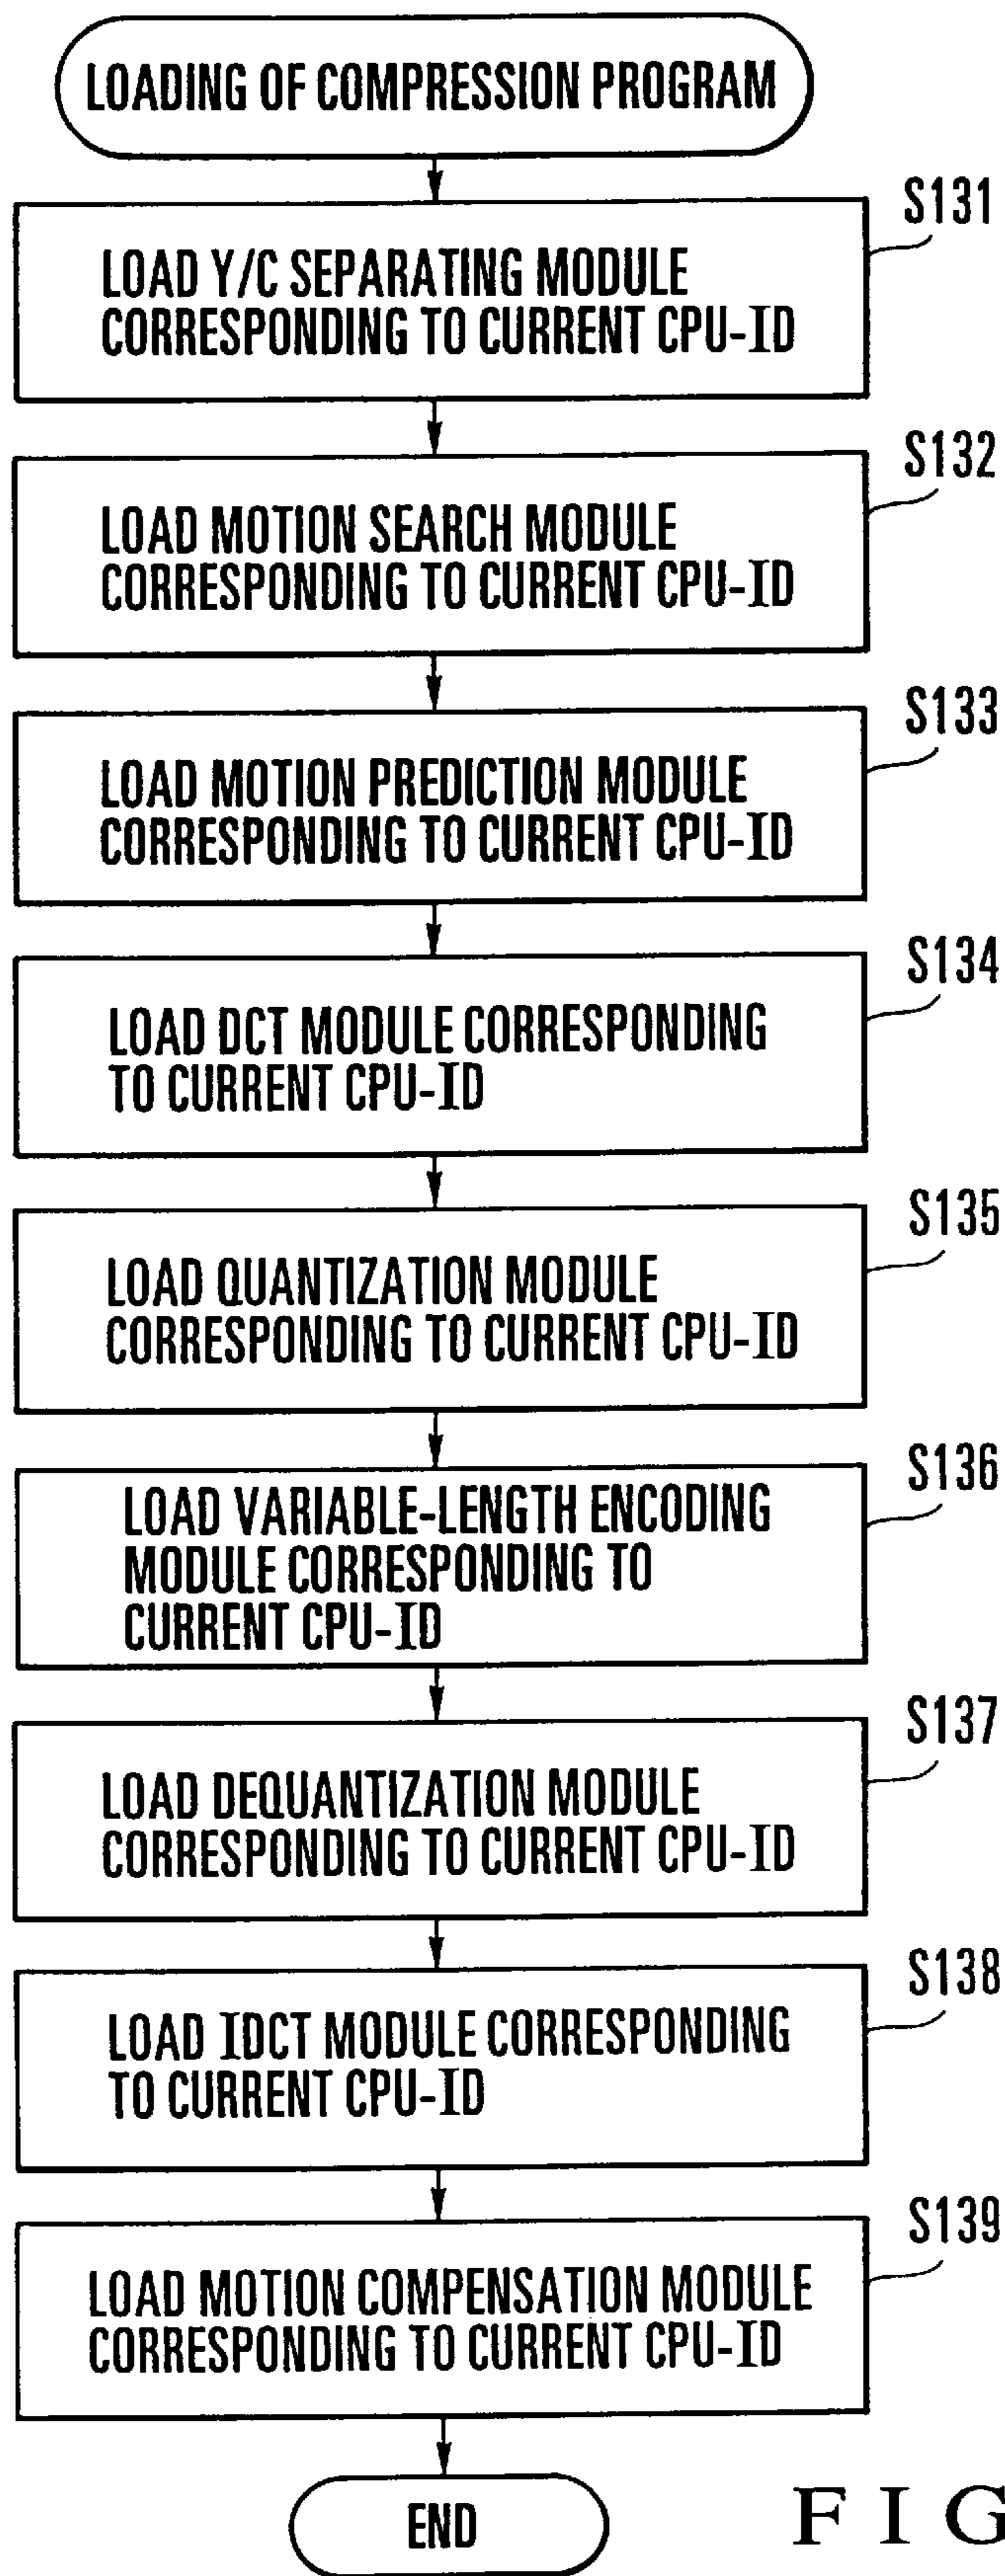 LOADING OF COMPRESSION PROGRAM
S131
LOAD Y/C SEPARATING MODULE
CORRESPONDING TO CURRENT CPU-ID
S132
LOAD MOTION SEARCH MODULE
CORRESPONDING TO CURRENT CPU-ID
S133
LOAD MOTION PREDICTION MODULE
CORRESPONDING TO CURRENT CPU-ID
S134
LOAD DCT MODULE CORRESPONDING
TO CURRENT CPU-ID
S135
LOAD QUANTIZATION MODULE
CORRESPONDING TO CURRENT CPU-ID
S136
LOAD VARIABLE-LENGTH ENCODING
MODULE CORRESPONDING TO
CURRENT CPU-ID
S137
LOAD DEQUANTIZATION MODULE
CORRESPONDING TO CURRENT CPU-ID
S138
LOAD IDCT MODULE CORRESPONDING
TO CURRENT CPU-ID
S139
LOAD MOTION COMPENSATION MODULE
CORRESPONDING TO CURRENT CPU-ID
END
FIG